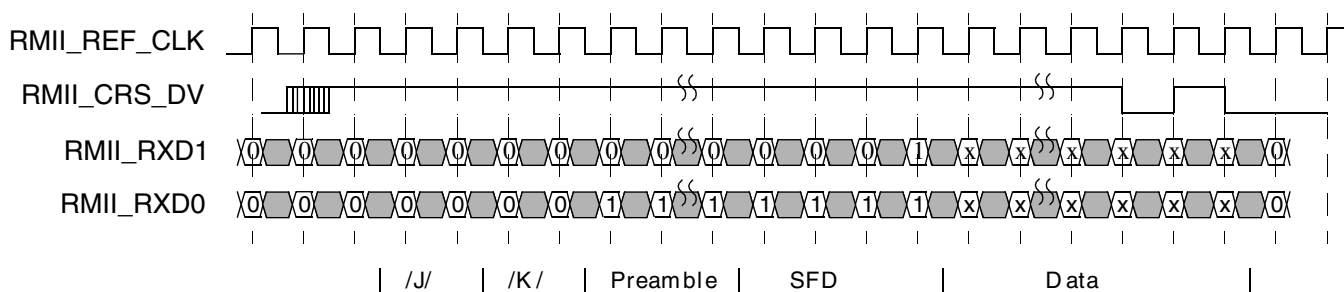 RMII_REF_CLK
RMII_CRS_DV
RMII_RXD1 0 0 0 0 0 0 0 0 0 0 0 0 0 1 x x x x x x 0
RMII_RXD0 0 0 0 0 0 0 0 1 1 1 1 1 1 1 x x x x x x 0
/J/ /K/ Preamble SFD Data